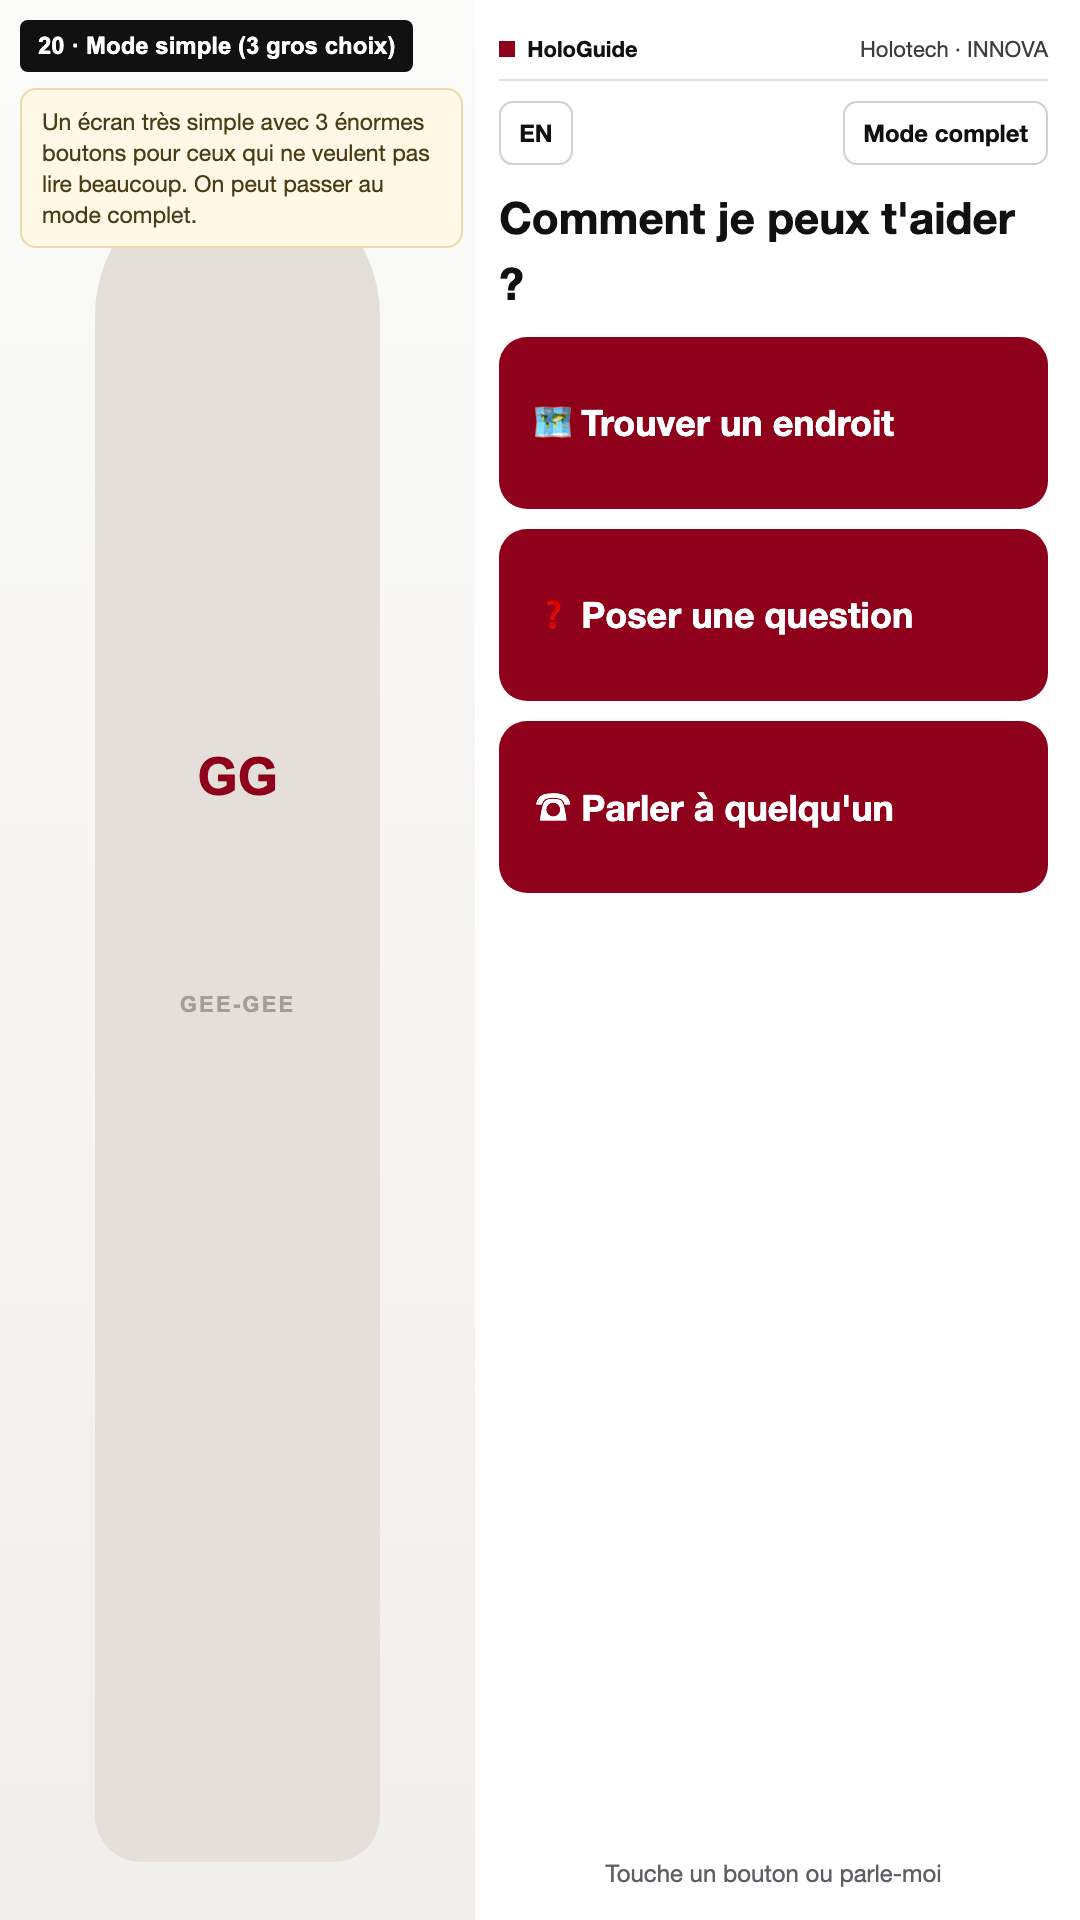 20 · Mode simple (3 gros choix)
Un écran très simple avec 3 énormes
boutons pour ceux qui ne veulent pas
lire beaucoup. On peut passer au
mode complet.
GG
GEE-GEE
HoloGuide
Holotech · INNOVA
EN
Mode complet
Comment je peux t'aider
?
🗺️ Trouver un endroit
❓ Poser une question
☎ Parler à quelqu'un
Touche un bouton ou parle-moi